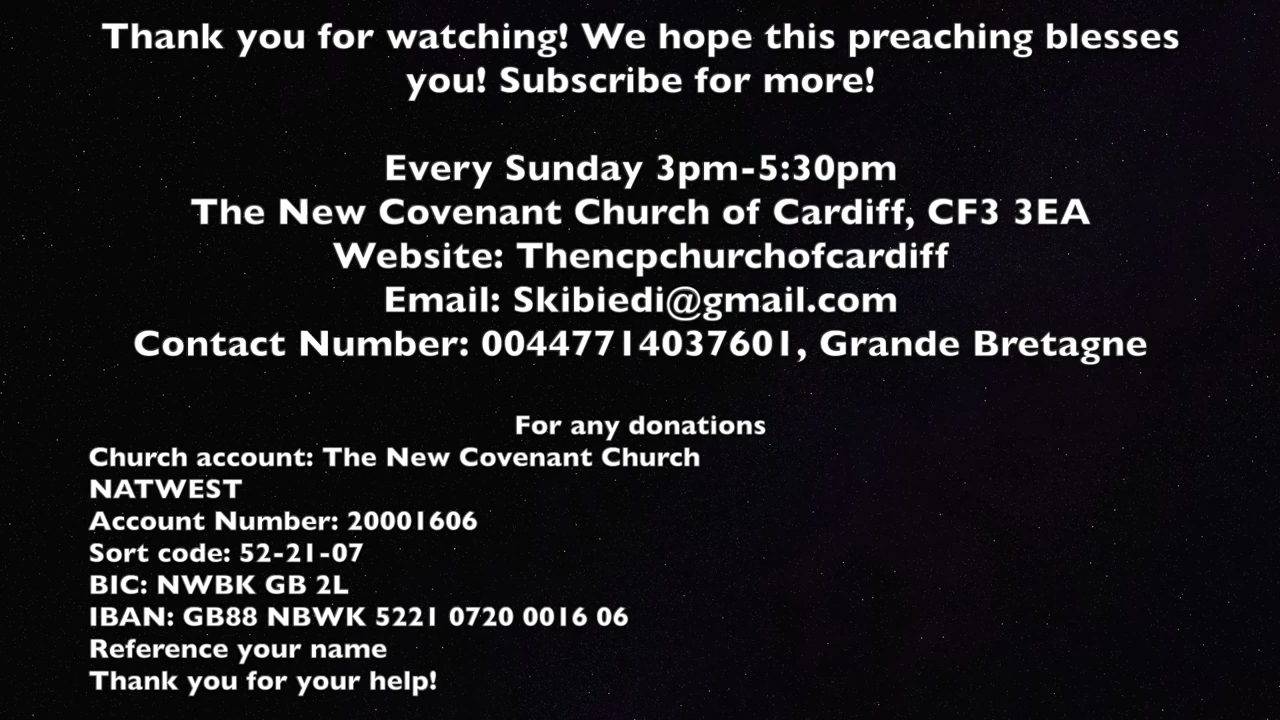 Thank you for watching! We hope this preaching blesses
you! Subscribe for more!
Every Sunday 3pm-5:30pm
The New Covenant Church of Cardiff, CF3 3EA
Website: Thencpchurchofcardiff
Email: Skibiedi@gmail.com
Contact Number: 00447714037601, Grande Bretagne
For any donations
Church account: The New Covenant Church
NATWEST
Account Number: 20001606
Sort code: 52-21-07
BIC: NWBK GB 2L
IBAN: GB88 NBWK 5221 0720 0016 06
Reference your name
Thank you for your help!